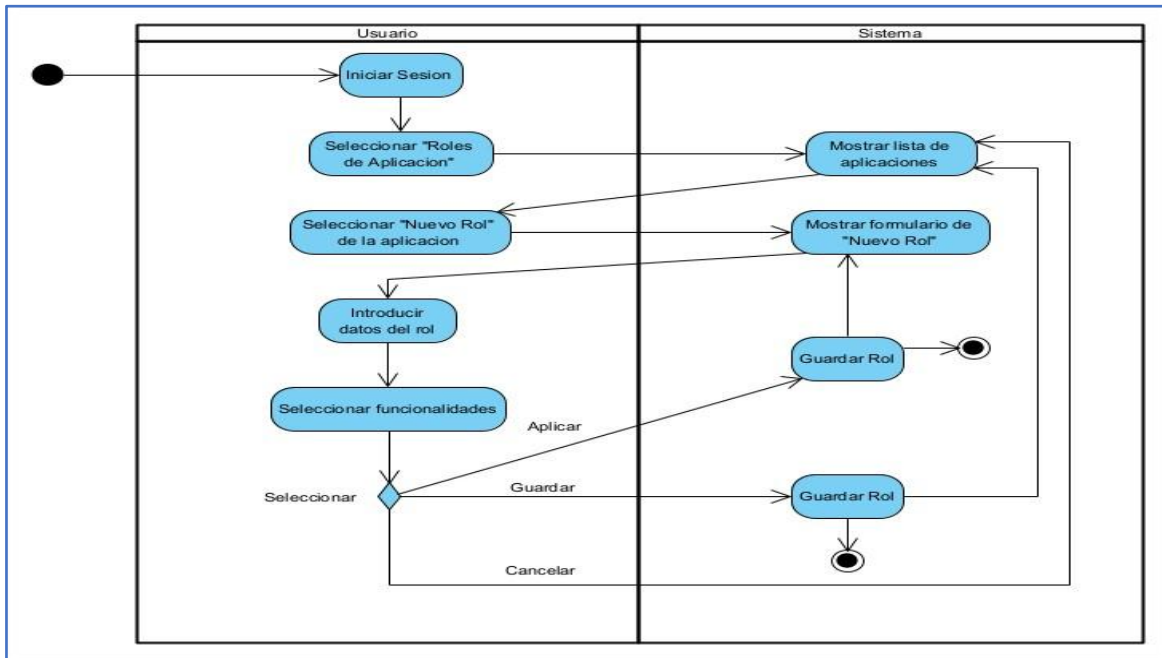 Usuario
Sistema
Iniciar Sesion
Seleccionar "Roles
de Aplicacion"
Mostrar lista de
aplicaciones
Seleccionar "Nuevo Rol"
de la aplicacion
Mostrar formulario de
"Nuevo Rol"
Introducir
datos del rol
Guardar Rol
Seleccionar funcionalidades
Aplicar
Seleccionar
Guardar
Guardar Rol
Cancelar